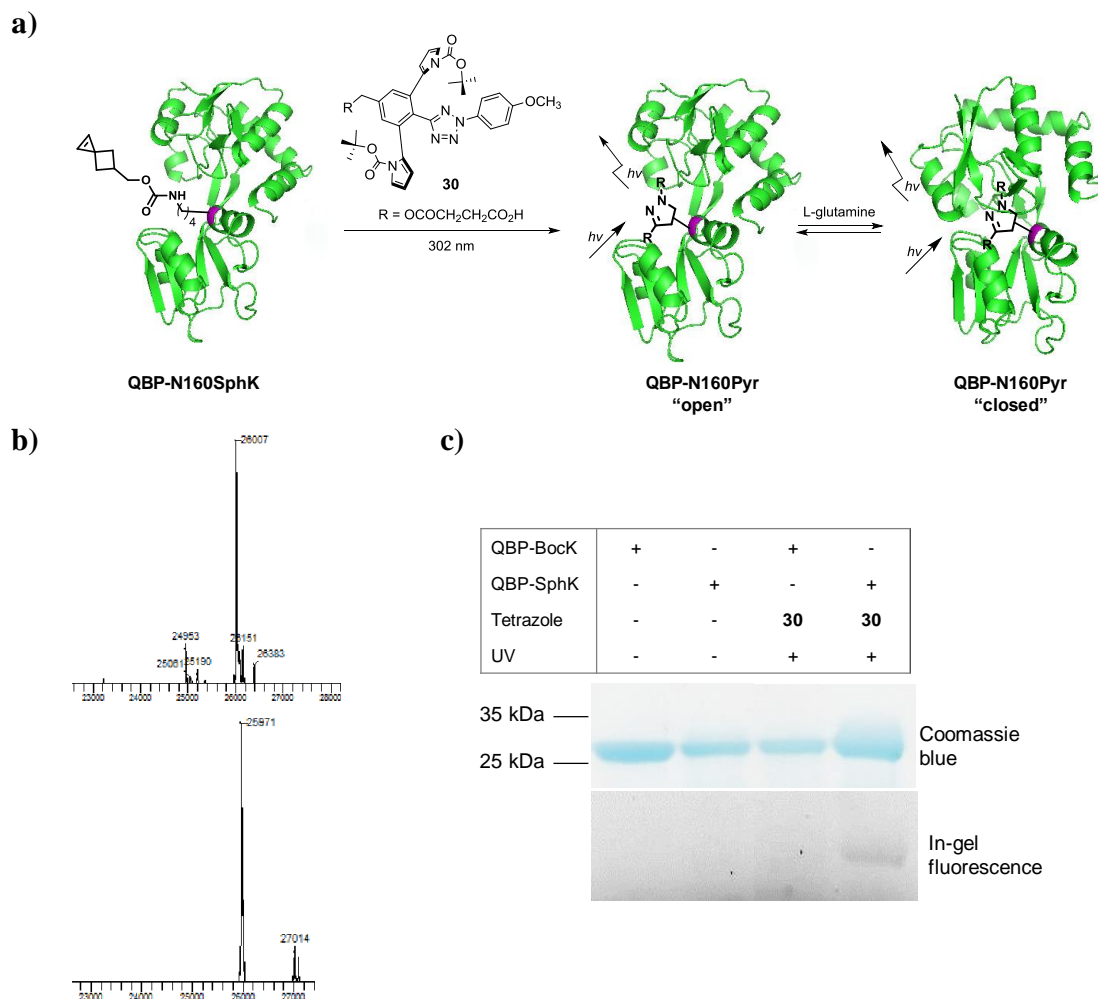 a)
R
N
O
O
N
N
N
N
OCH3
O
O
N
30
R = OCOCH2CH2CO2H
302 nm
O
O
NH
4
QBP-N160SphK
hν
R
N
N
R
hν
QBP-N160Pyr
“open”
L-glutamine
hν
R
N
N
R
hν
QBP-N160Pyr
“closed”
b)
26007
24953
25190
26383
23000 24000 25000 26000 27000 28000
25971
27014
23000 24000 25000 26000 27000
c)
QBP-BocK + - + -
QBP-SphK - + - +
Tetrazole - - 30 30
UV - - + +
35 kDa
25 kDa
Coomassie
blue
In-gel
fluorescence